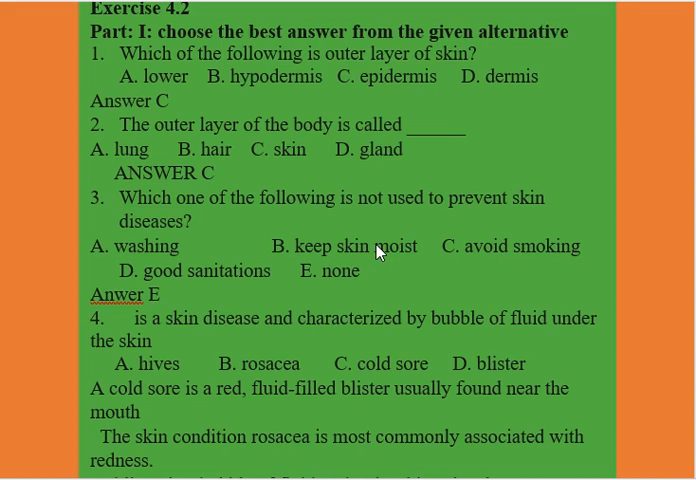 Exercise 4.2
Part: I: choose the best answer from the given alternative
1. Which of the following is outer layer of skin?
A. lower B. hypodermis C. epidermis D. dermis
Answer C
2. The outer layer of the body is called ______
A. lung B. hair C. skin D. gland
ANSWER C
3. Which one of the following is not used to prevent skin
diseases?
A. washing B. keep skin moist C. avoid smoking
D. good sanitations E. none
Anwer E
4. is a skin disease and characterized by bubble of fluid under
the skin
A. hives B. rosacea C. cold sore D. blister
A cold sore is a red, fluid-filled blister usually found near the
mouth
The skin condition rosacea is most commonly associated with
redness.